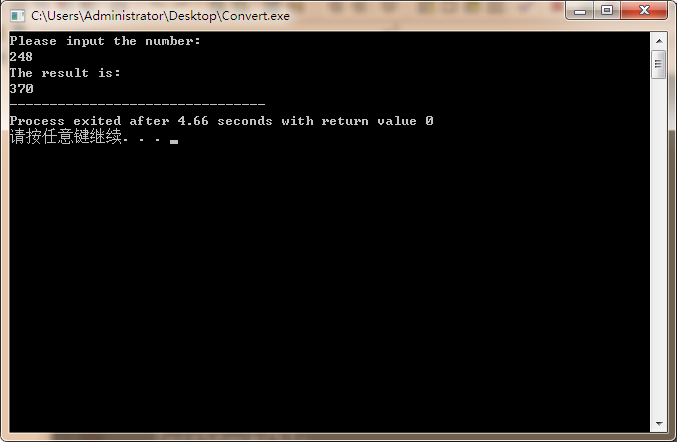 C:\Users\Administrator\Desktop\Convert.exe
Please input the number:
248
The result is:
370
--------------------------------
Process exited after 4.66 seconds with return value 0
请按任意键继续. . .